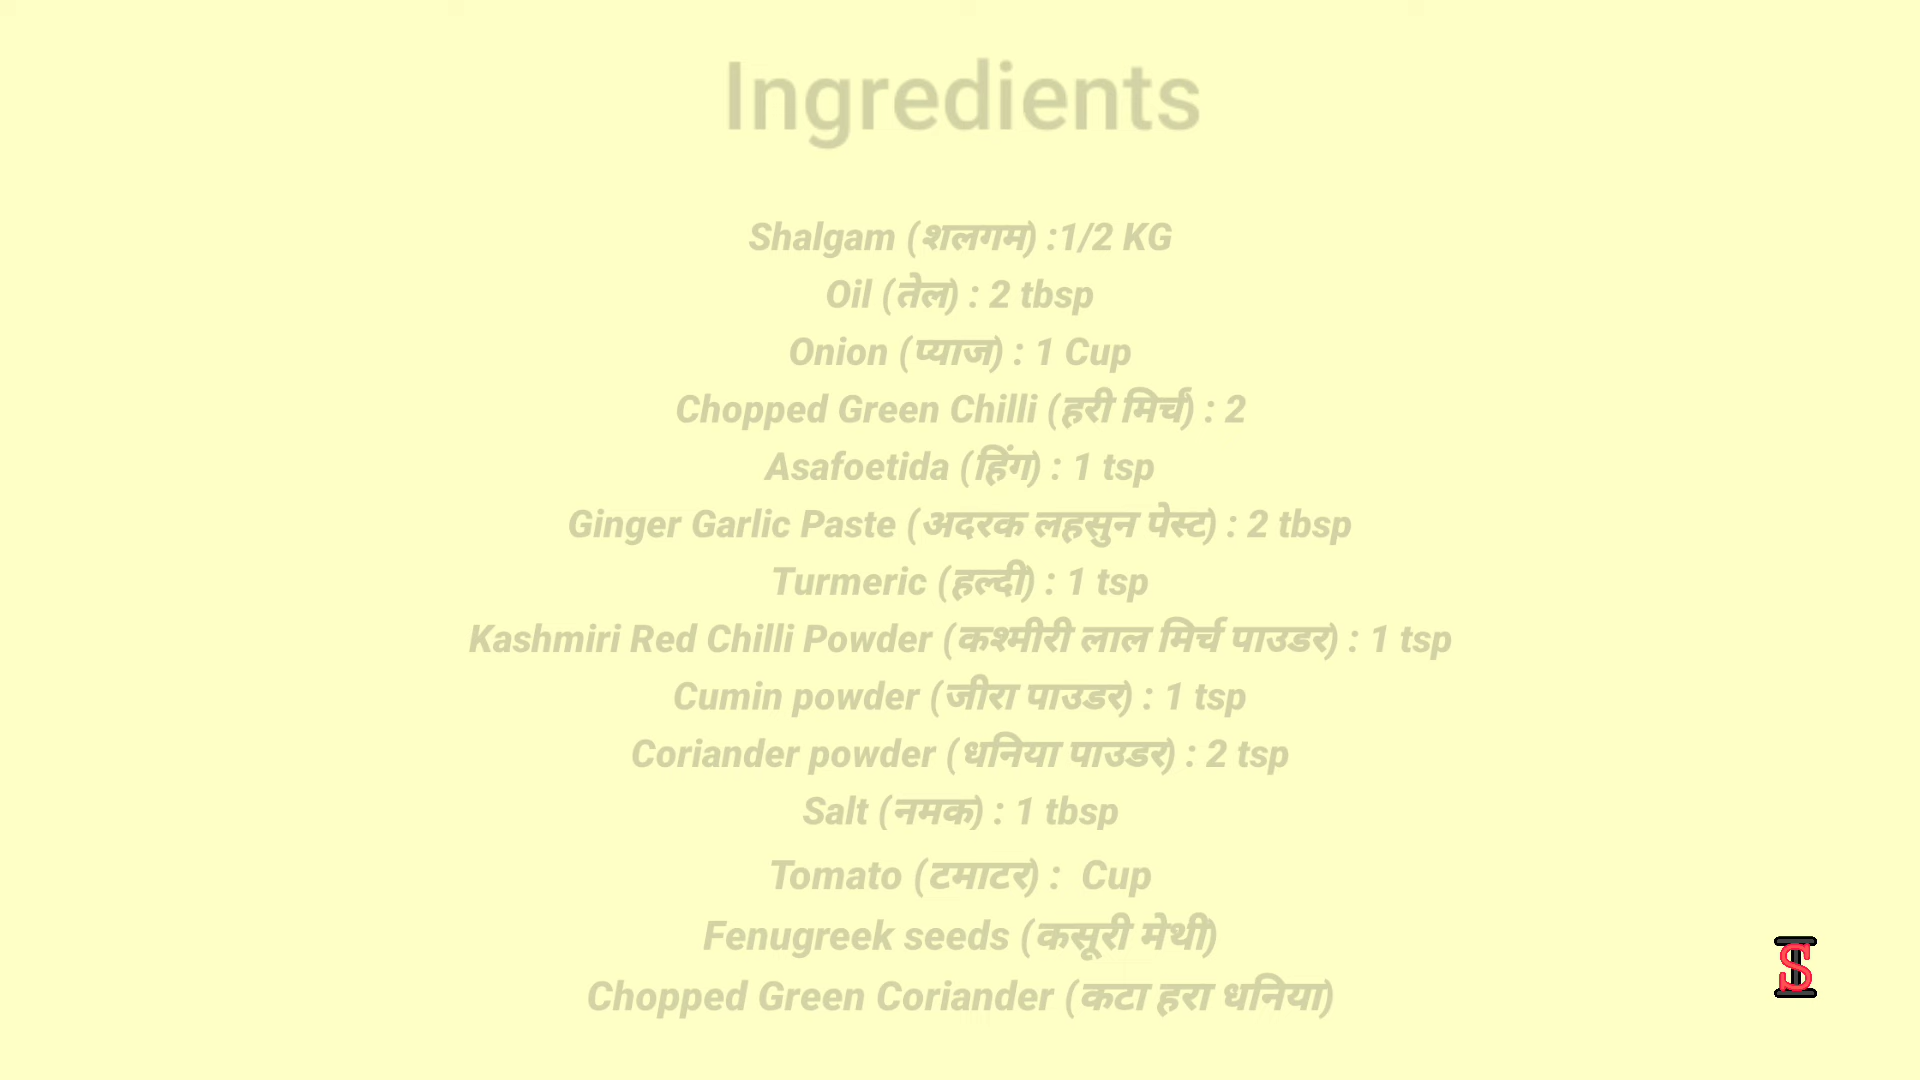 Ingredients
Shalgam (शलगम) :1/2 KG
Oil (तेल) : 2 tbsp
Onion (प्याज) : 1 Cup
Chopped Green Chilli (हरी मिर्च) : 2
Asafoetida (हिंग) : 1 tsp
Ginger Garlic Paste (अदरक लहसुन पेस्ट) : 2 tbsp
Turmeric (हल्दी) : 1 tsp
Kashmiri Red Chilli Powder (कश्मीरी लाल मिर्च पाउडर) : 1 tsp
Cumin powder (जीरा पाउडर) : 1 tsp
Coriander powder (धनिया पाउडर) : 2 tsp
Salt (नमक) : 1 tbsp
Tomato (टमाटर) :  Cup
Fenugreek seeds (कसूरी मेथी)
Chopped Green Coriander (कटा हरा धनिया)